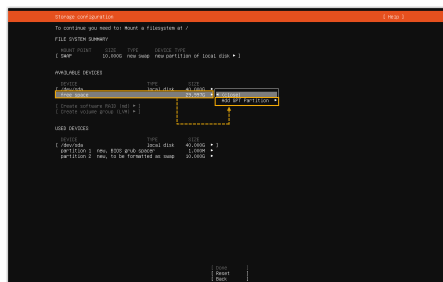 Storage configuration [ Help ]
To continue you need to: Mount a filesystem at /
FILE SYSTEM SUMMARY
MOUNT POINT SIZE TYPE DEVICE TYPE
[ SWAP 10.000G new swap new partition of local disk ▸ ]
AVAILABLE DEVICES
DEVICE TYPE SIZE
[ /dev/sda local disk 40.000G ▸
free space 29.997G ▸ ◂ (close)
Add GPT Partition ▸
[ Create software RAID (md) ▸ ]
[ Create volume group (LVM) ▸ ]
USED DEVICES
DEVICE TYPE SIZE
[ /dev/sda local disk 40.000G ▸ ]
partition 1 new, BIOS grub spacer 1.000M ▸
partition 2 new, to be formatted as swap 10.000G ▸
[ Done ]
[ Reset ]
[ Back ]